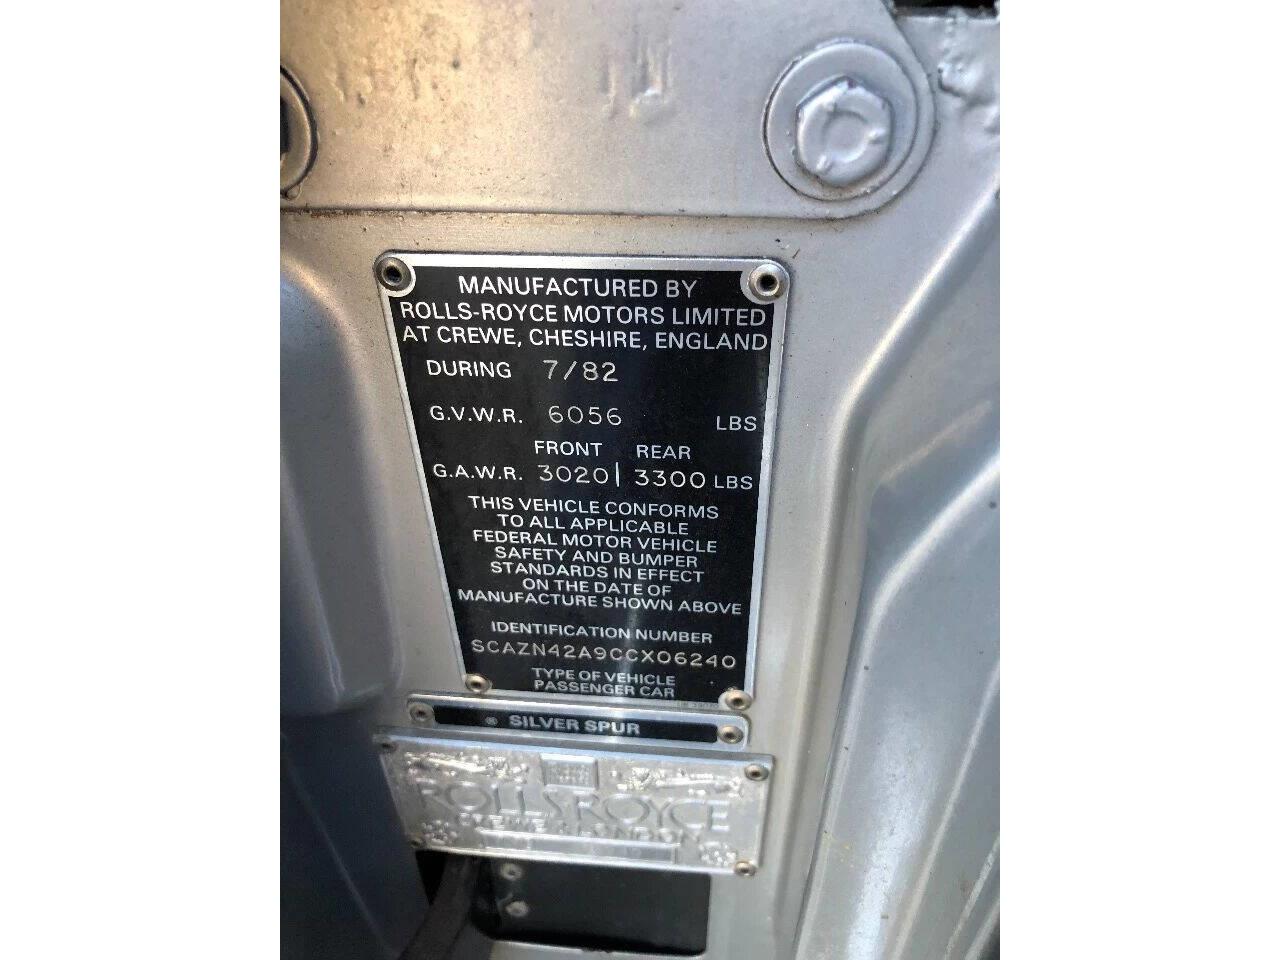 MANUFACTURED BY
ROLLS-ROYCE MOTORS LIMITED
AT CREWE, CHESHIRE, ENGLAND
DURING 7/82
G.V.W.R. 6056 LBS
FRONT REAR
G.A.W.R. 3020 | 3300 LBS
THIS VEHICLE CONFORMS
TO ALL APPLICABLE
FEDERAL MOTOR VEHICLE
SAFETY AND BUMPER
STANDARDS IN EFFECT
ON THE DATE OF
MANUFACTURE SHOWN ABOVE
IDENTIFICATION NUMBER
SCAZN42A9CCX06240
TYPE OF VEHICLE
PASSENGER CAR
® SILVER SPUR
ROLLS-ROYCE
CREWE & LONDON